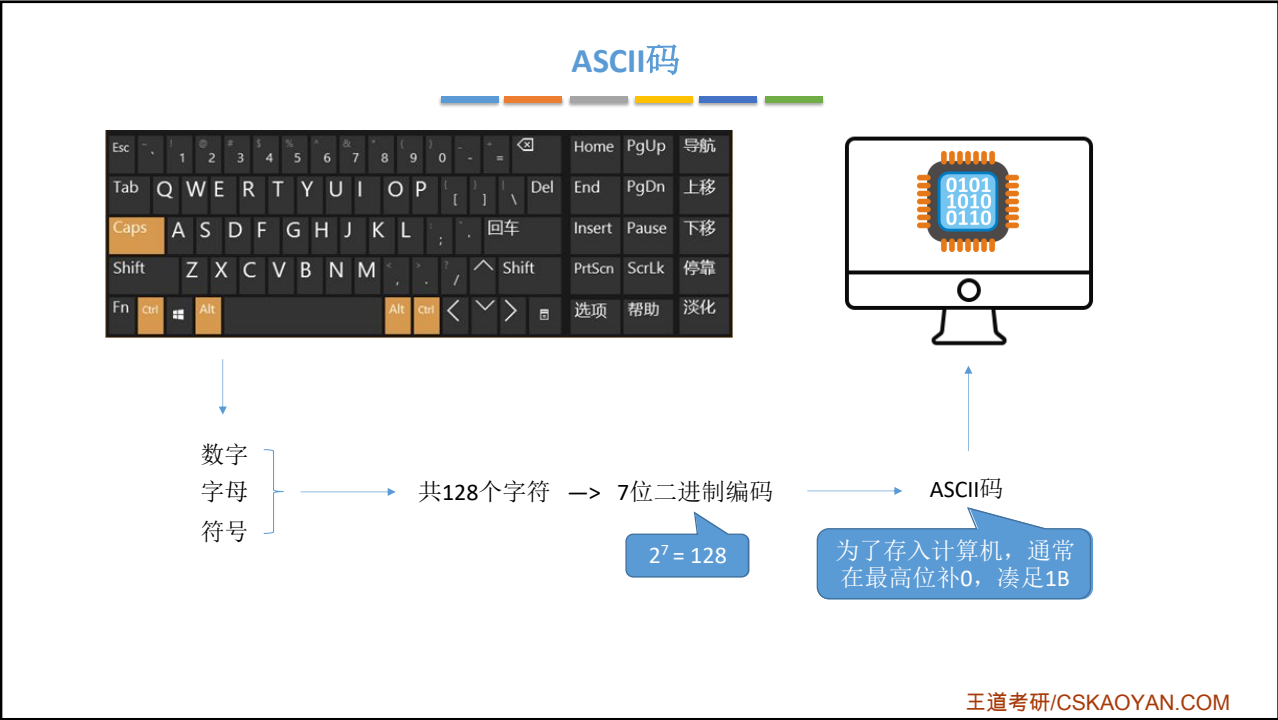 ASCII码
Esc ~ 、 ! 1 @ 2 # 3 $ 4 % 5 ^ 6 & 7 * 8 ( 9 ) 0 _ - + = Home PgUp 导航
Tab Q W E R T Y U I O P { [ } ] | \ Del End PgDn 上移
Caps A S D F G H J K L : ; 回车 Insert Pause 下移
Shift Z X C V B N M < , > . ? / Shift PrtScn ScrLk 停靠
Fn Ctrl Alt Alt Ctrl 选项 帮助 淡化
0101
1010
0110
数字
字母
符号
共128个字符 —> 7位二进制编码
ASCII码
2⁷ = 128
为了存入计算机，通常
在最高位补0，凑足1B
王道考研/CSKAOYAN.COM